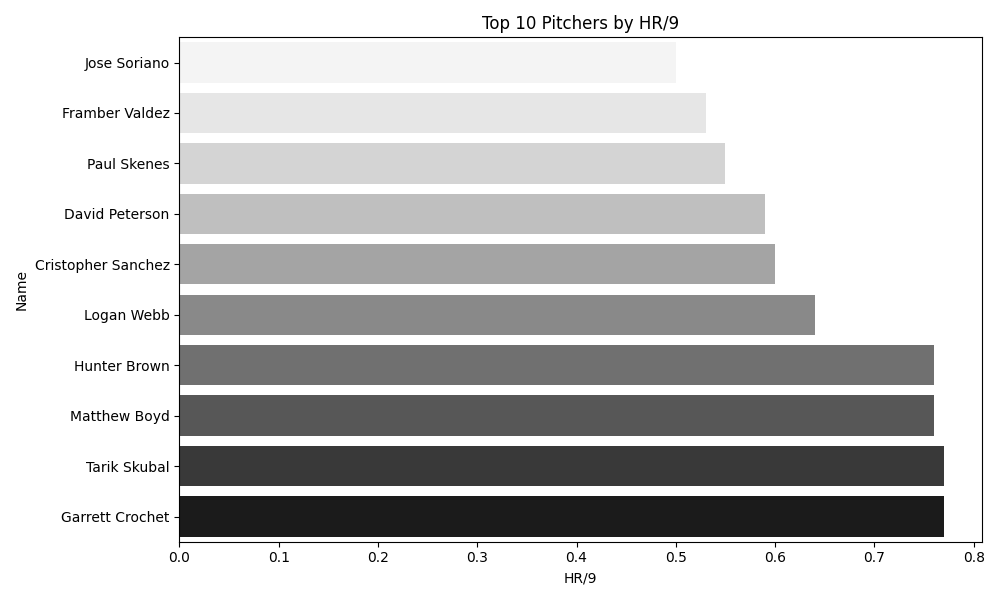 Top 10 Pitchers by HR/9
Name
Jose Soriano
Framber Valdez
Paul Skenes
David Peterson
Cristopher Sanchez
Logan Webb
Hunter Brown
Matthew Boyd
Tarik Skubal
Garrett Crochet
0.0 0.1 0.2 0.3 0.4 0.5 0.6 0.7 0.8
HR/9